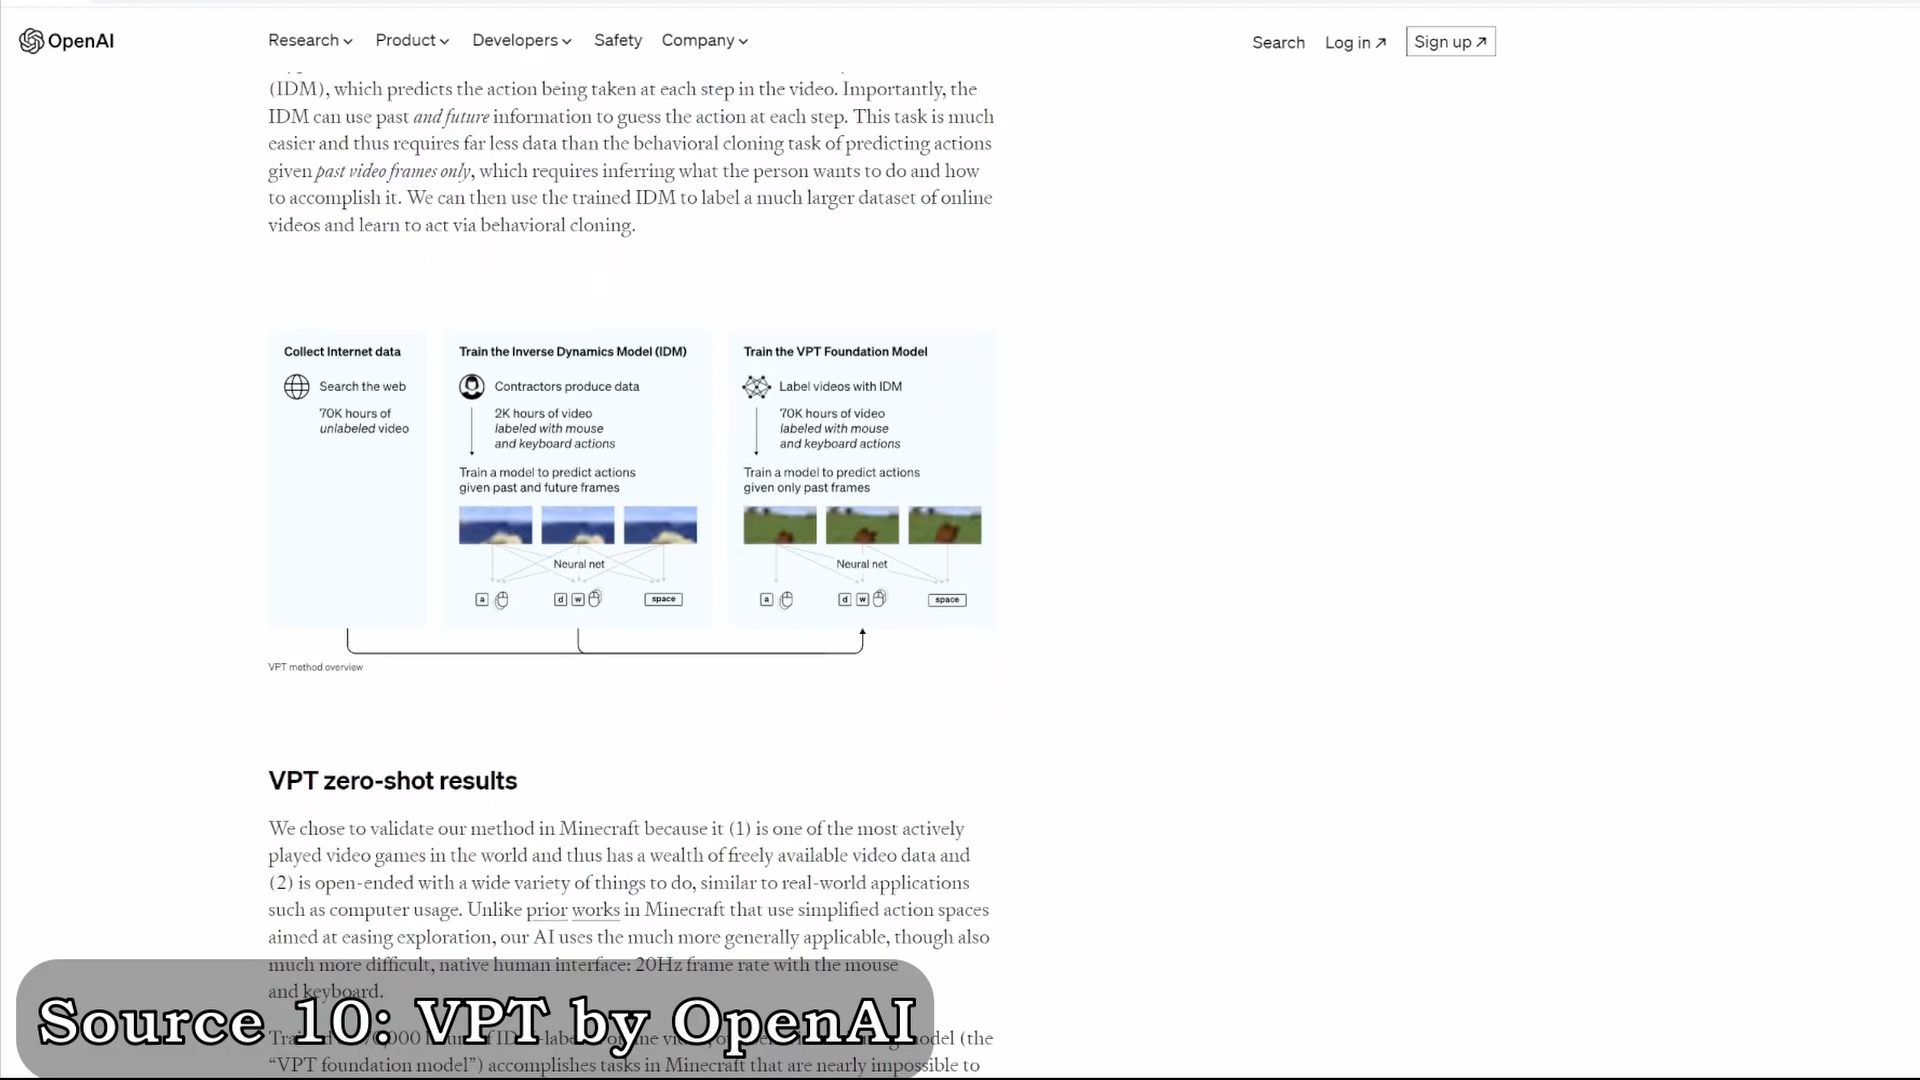 OpenAI
Research Product Developers Safety Company
Search Log in Sign up
(IDM), which predicts the action being taken at each step in the video. Importantly, the
IDM can use past and future information to guess the action at each step. This task is much
easier and thus requires far less data than the behavioral cloning task of predicting actions
given past video frames only, which requires inferring what the person wants to do and how
to accomplish it. We can then use the trained IDM to label a much larger dataset of online
videos and learn to act via behavioral cloning.
Collect Internet data
Search the web
70K hours of
unlabeled video
Train the Inverse Dynamics Model (IDM)
Contractors produce data
2K hours of video
labeled with mouse
and keyboard actions
Train a model to predict actions
given past and future frames
Neural net
a d w space
Train the VPT Foundation Model
Label videos with IDM
70K hours of video
labeled with mouse
and keyboard actions
Train a model to predict actions
given only past frames
Neural net
a d w space
VPT method overview
VPT zero-shot results
We chose to validate our method in Minecraft because it (1) is one of the most actively
played video games in the world and thus has a wealth of freely available video data and
(2) is open-ended with a wide variety of things to do, similar to real-world applications
such as computer usage. Unlike prior works in Minecraft that use simplified action spaces
aimed at easing exploration, our AI uses the much more generally applicable, though also
much more difficult, native human interface: 20Hz frame rate with the mouse
and keyboard.
Source 10: VPT by OpenAI
model (the
“VPT foundation model”) accomplishes tasks in Minecraft that are nearly impossible to